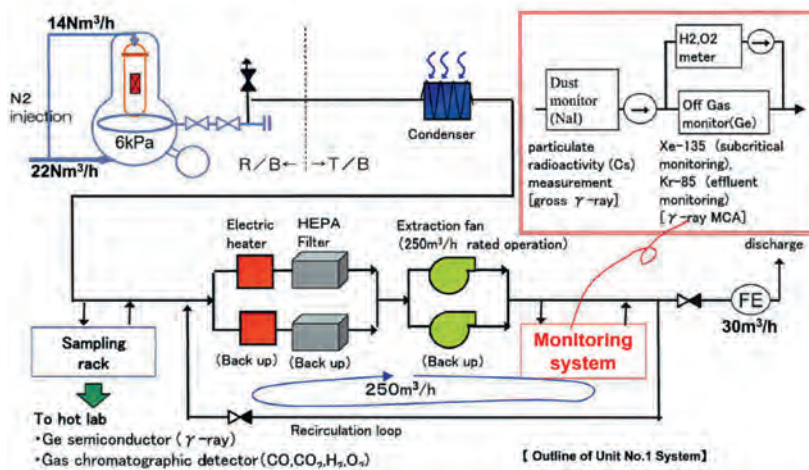 14Nm³/h
N2
injection
6kPa
22Nm³/h
R/B← →T/B
Condenser
H2,O2
meter
Dust
monitor
(NaI)
Off Gas
monitor(Ge)
particulate
radioactivity (Cs)
measurement
[gross γ-ray]
Xe-135 (subcritical
monitoring),
Kr-85 (effluent
monitoring)
[γ-ray MCA]
Electric
heater
HEPA
Filter
Extraction fan
(250m³/h rated operation)
discharge
FE
30m³/h
(Back up)
(Back up)
(Back up)
Sampling
rack
Monitoring
system
250m³/h
Recirculation loop
To hot lab
・Ge semiconductor (γ-ray)
・Gas chromatographic detector(CO,CO₂,H₂,O₂)
【 Outline of Unit No.1 System】